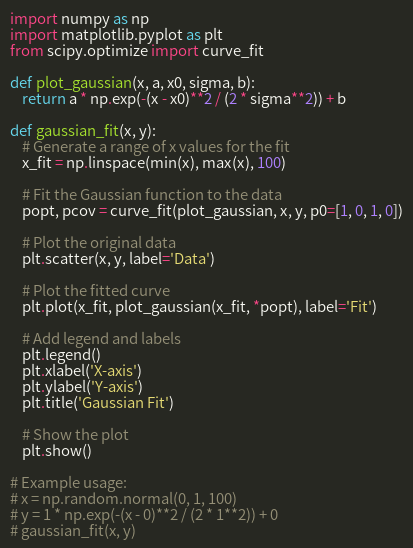 import numpy as np
import matplotlib.pyplot as plt
from scipy.optimize import curve_fit

def plot_gaussian(x, a, x0, sigma, b):
    return a * np.exp(-(x - x0)**2 / (2 * sigma**2)) + b

def gaussian_fit(x, y):
    # Generate a range of x values for the fit
    x_fit = np.linspace(min(x), max(x), 100)

    # Fit the Gaussian function to the data
    popt, pcov = curve_fit(plot_gaussian, x, y, p0=[1, 0, 1, 0])

    # Plot the original data
    plt.scatter(x, y, label='Data')

    # Plot the fitted curve
    plt.plot(x_fit, plot_gaussian(x_fit, *popt), label='Fit')

    # Add legend and labels
    plt.legend()
    plt.xlabel('X-axis')
    plt.ylabel('Y-axis')
    plt.title('Gaussian Fit')

    # Show the plot
    plt.show()

# Example usage:
# x = np.random.normal(0, 1, 100)
# y = 1 * np.exp(-(x - 0)**2 / (2 * 1**2)) + 0
# gaussian_fit(x, y)